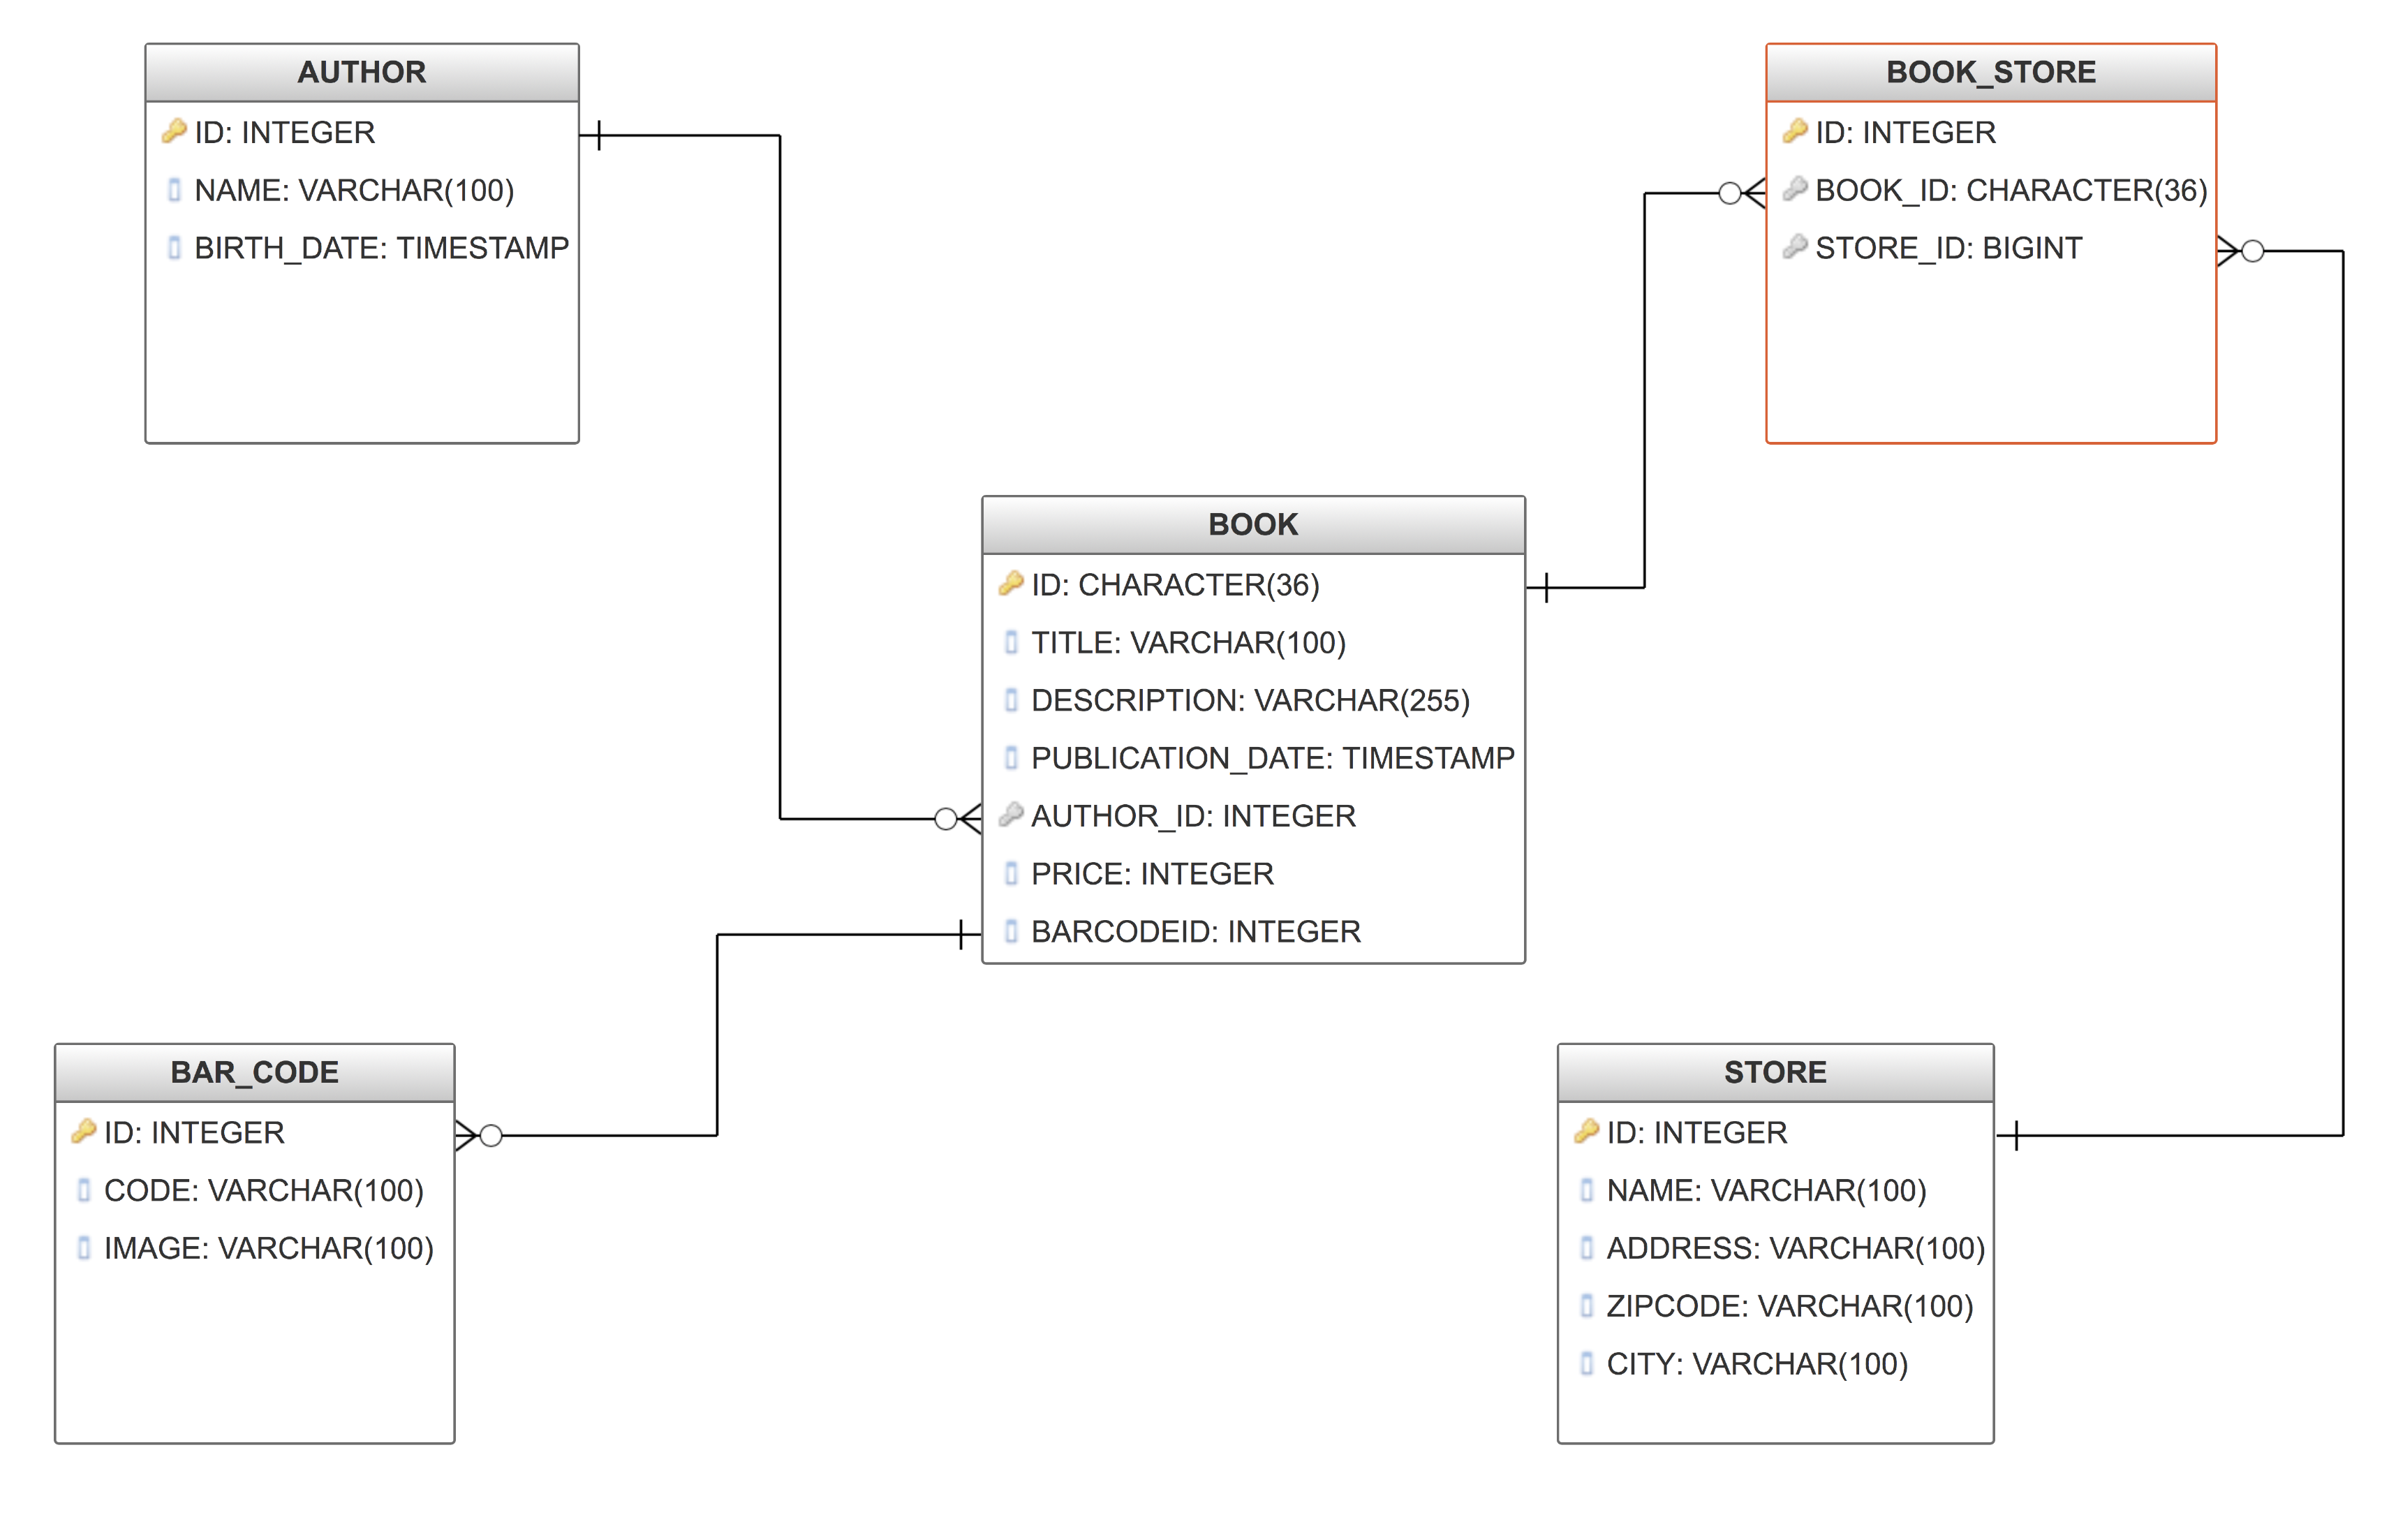 AUTHOR
ID: INTEGER
NAME: VARCHAR(100)
BIRTH_DATE: TIMESTAMP
BOOK_STORE
ID: INTEGER
BOOK_ID: CHARACTER(36)
STORE_ID: BIGINT
BOOK
ID: CHARACTER(36)
TITLE: VARCHAR(100)
DESCRIPTION: VARCHAR(255)
PUBLICATION_DATE: TIMESTAMP
AUTHOR_ID: INTEGER
PRICE: INTEGER
BARCODEID: INTEGER
BAR_CODE
ID: INTEGER
CODE: VARCHAR(100)
IMAGE: VARCHAR(100)
STORE
ID: INTEGER
NAME: VARCHAR(100)
ADDRESS: VARCHAR(100)
ZIPCODE: VARCHAR(100)
CITY: VARCHAR(100)